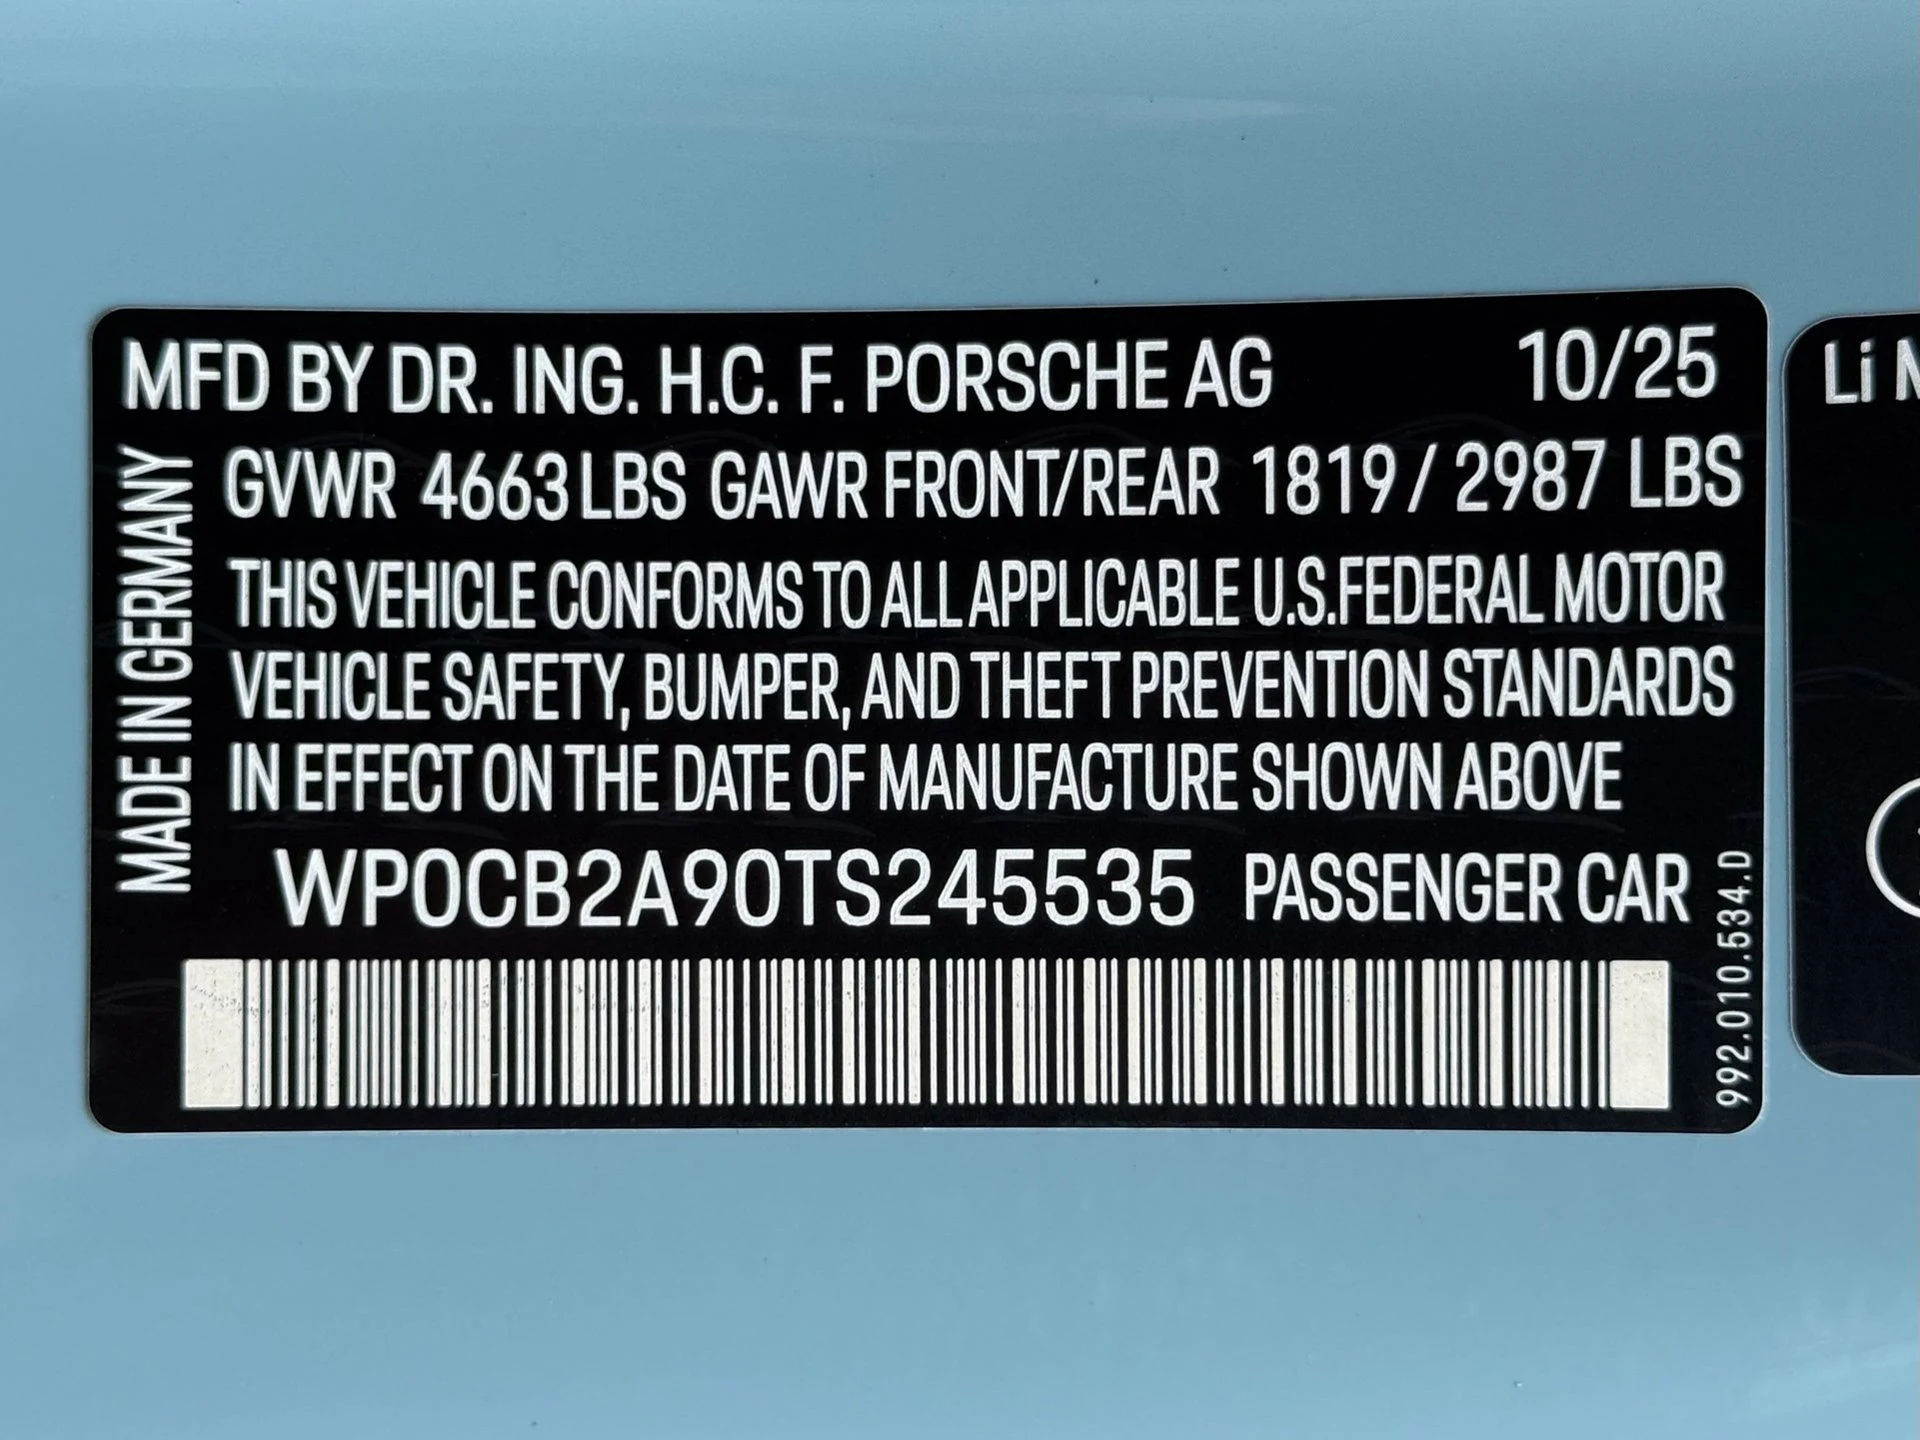 MFD BY DR. ING. H.C. F. PORSCHE AG 10/25
GVWR 4663 LBS GAWR FRONT/REAR 1819 / 2987 LBS
THIS VEHICLE CONFORMS TO ALL APPLICABLE U.S.FEDERAL MOTOR
VEHICLE SAFETY, BUMPER, AND THEFT PREVENTION STANDARDS
IN EFFECT ON THE DATE OF MANUFACTURE SHOWN ABOVE
WP0CB2A90TS245535 PASSENGER CAR
MADE IN GERMANY
992.010.534.D
Li